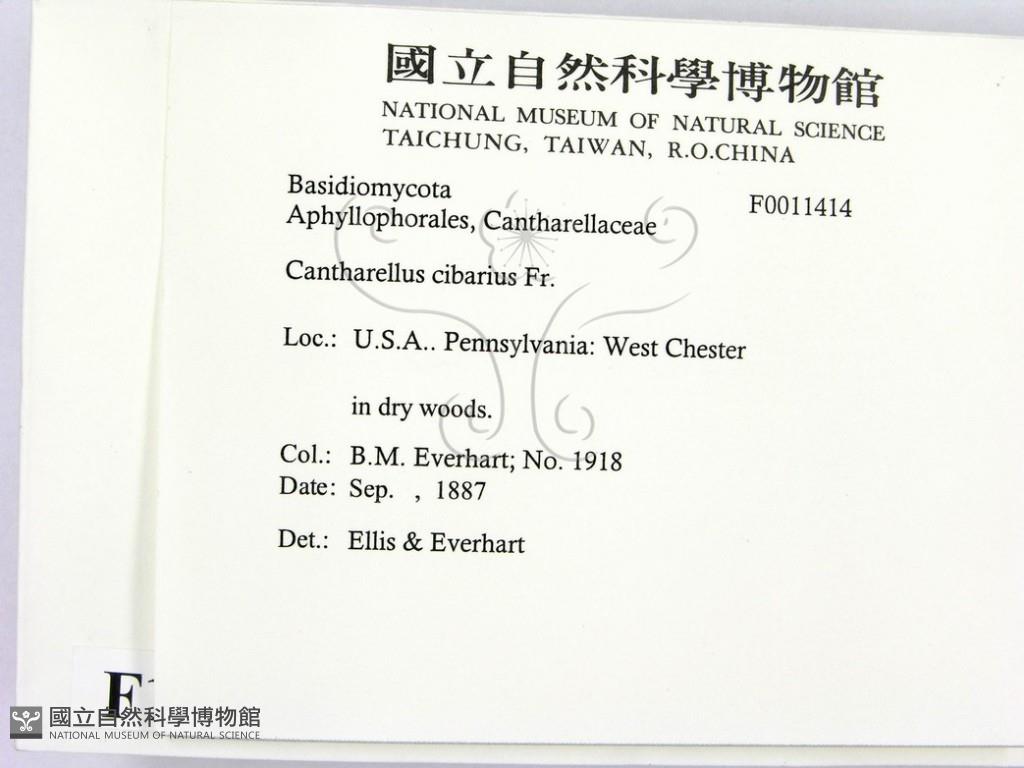 國立自然科學博物館
NATIONAL MUSEUM OF NATURAL SCIENCE
TAICHUNG, TAIWAN, R.O.CHINA
Basidiomycota F0011414
Aphyllophorales, Cantharellaceae
Cantharellus cibarius Fr.
Loc.: U.S.A.. Pennsylvania: West Chester
in dry woods.
Col.: B.M. Everhart; No. 1918
Date: Sep. , 1887
Det.: Ellis & Everhart
國立自然科學博物館
NATIONAL MUSEUM OF NATURAL SCIENCE